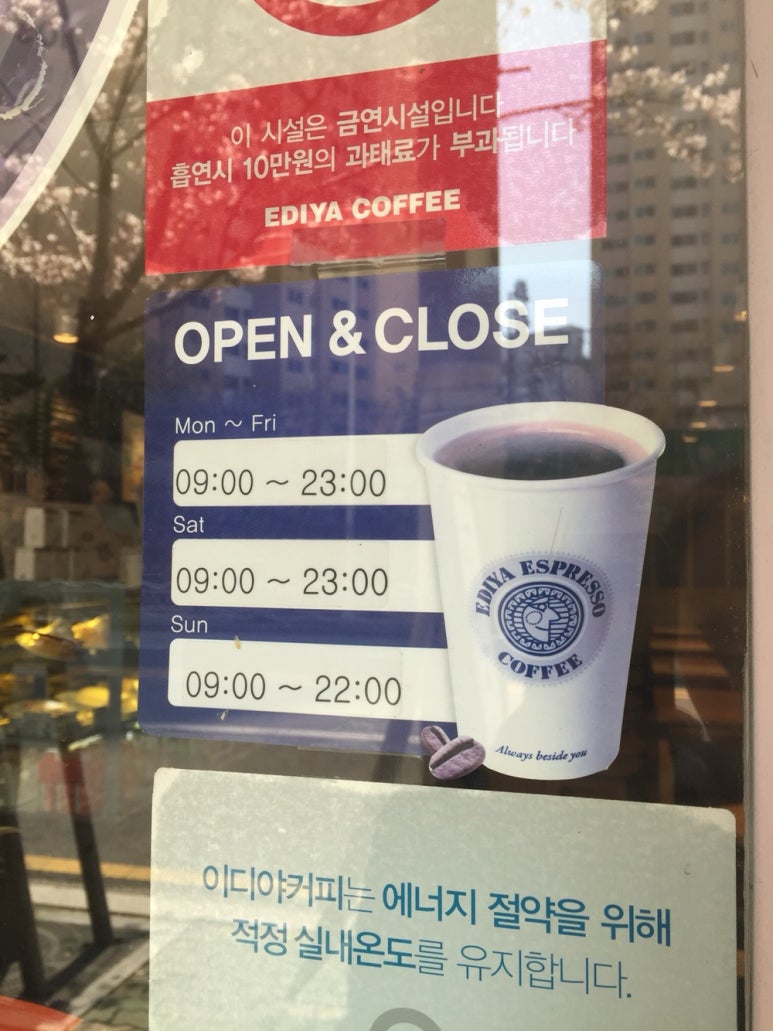 이 시설은 금연시설입니다
흡연시 10만원의 과태료가 부과됩니다
EDIYA COFFEE
OPEN & CLOSE
Mon ~ Fri
09:00 ~ 23:00
Sat
09:00 ~ 23:00
Sun
09:00 ~ 22:00
EDIYA ESPRESSO
COFFEE
Always beside you
이디야커피는 에너지 절약을 위해
적정 실내온도를 유지합니다.